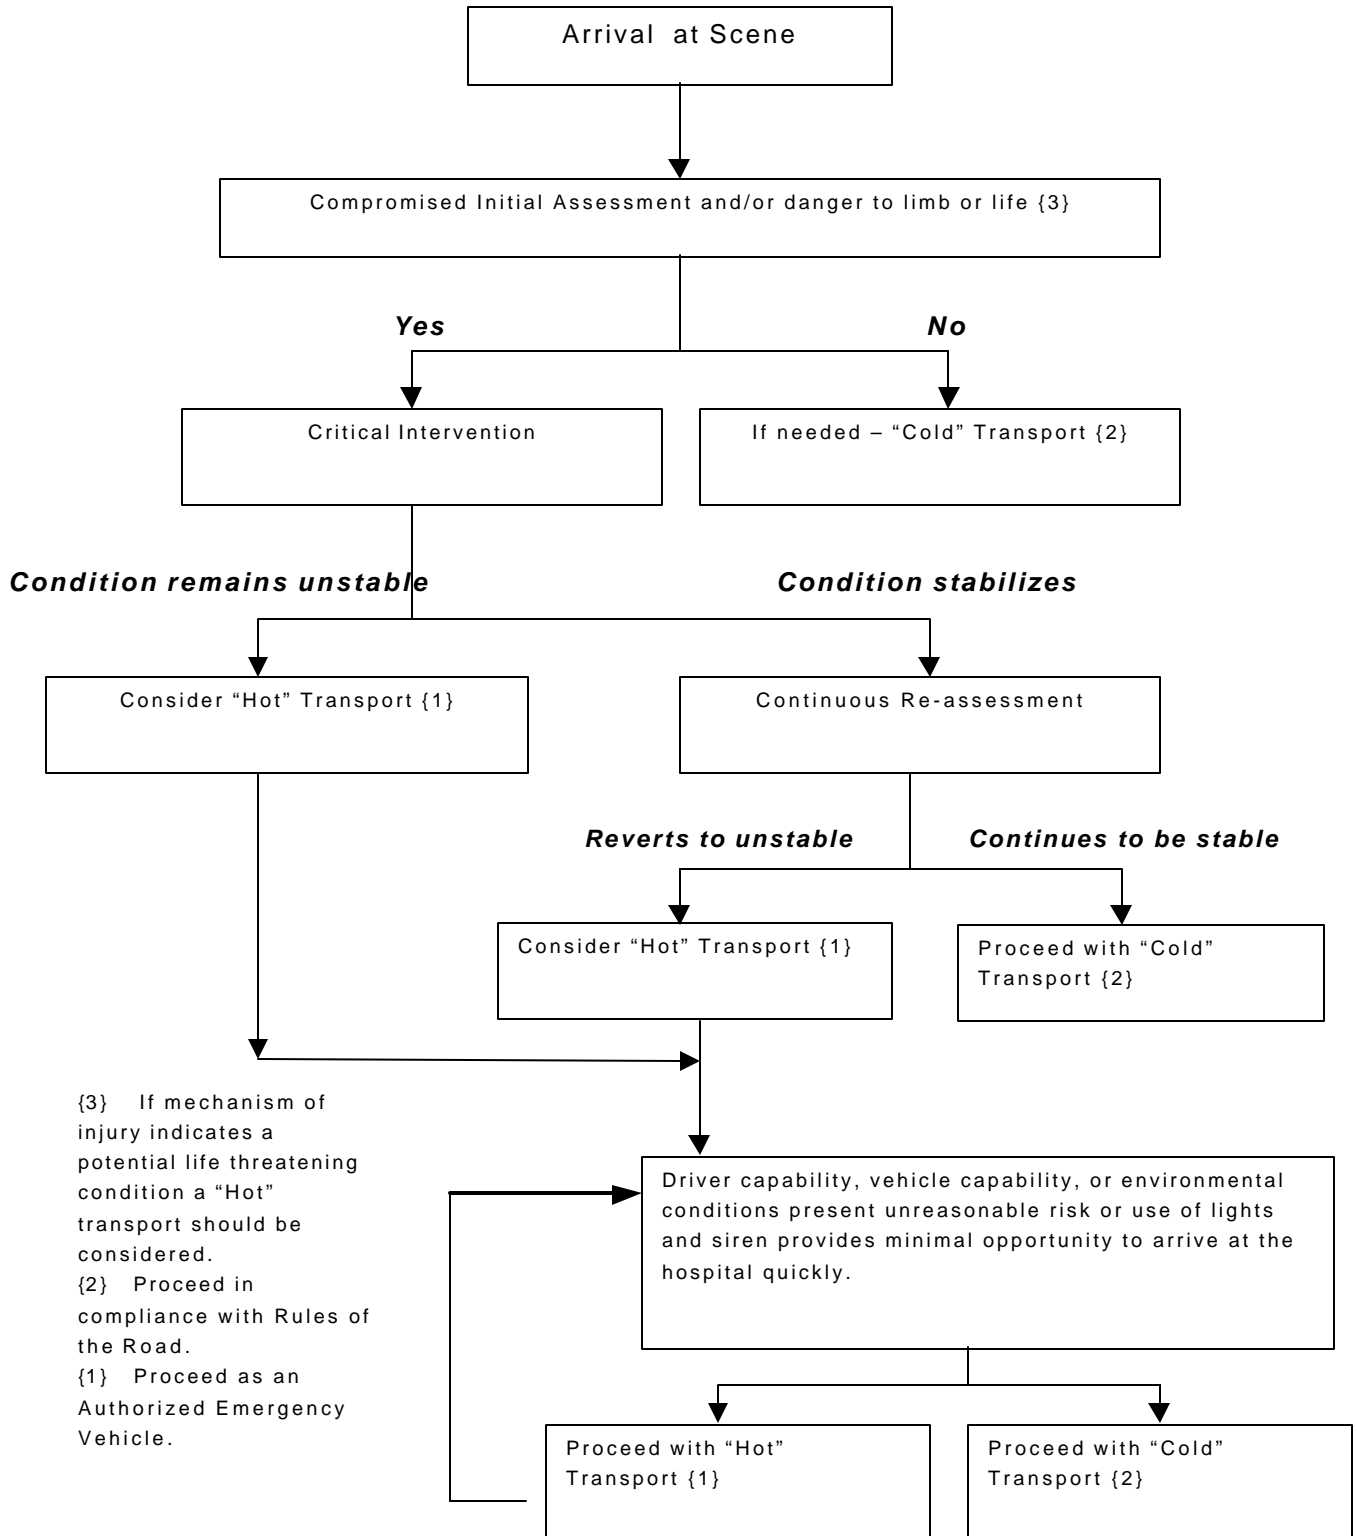 Arrival at Scene
Compromised Initial Assessment and/or danger to limb or life {3}
Yes
No
Critical Intervention
If needed – “Cold” Transport {2}
Condition remains unstable
Condition stabilizes
Consider “Hot” Transport {1}
Continuous Re-assessment
Reverts to unstable
Continues to be stable
Consider “Hot” Transport {1}
Proceed with “Cold”
Transport {2}
{3} If mechanism of
injury indicates a
potential life threatening
condition a “Hot”
transport should be
considered.
{2} Proceed in
compliance with Rules of
the Road.
{1} Proceed as an
Authorized Emergency
Vehicle.
Driver capability, vehicle capability, or environmental
conditions present unreasonable risk or use of lights
and siren provides minimal opportunity to arrive at the
hospital quickly.
Proceed with “Hot”
Transport {1}
Proceed with “Cold”
Transport {2}